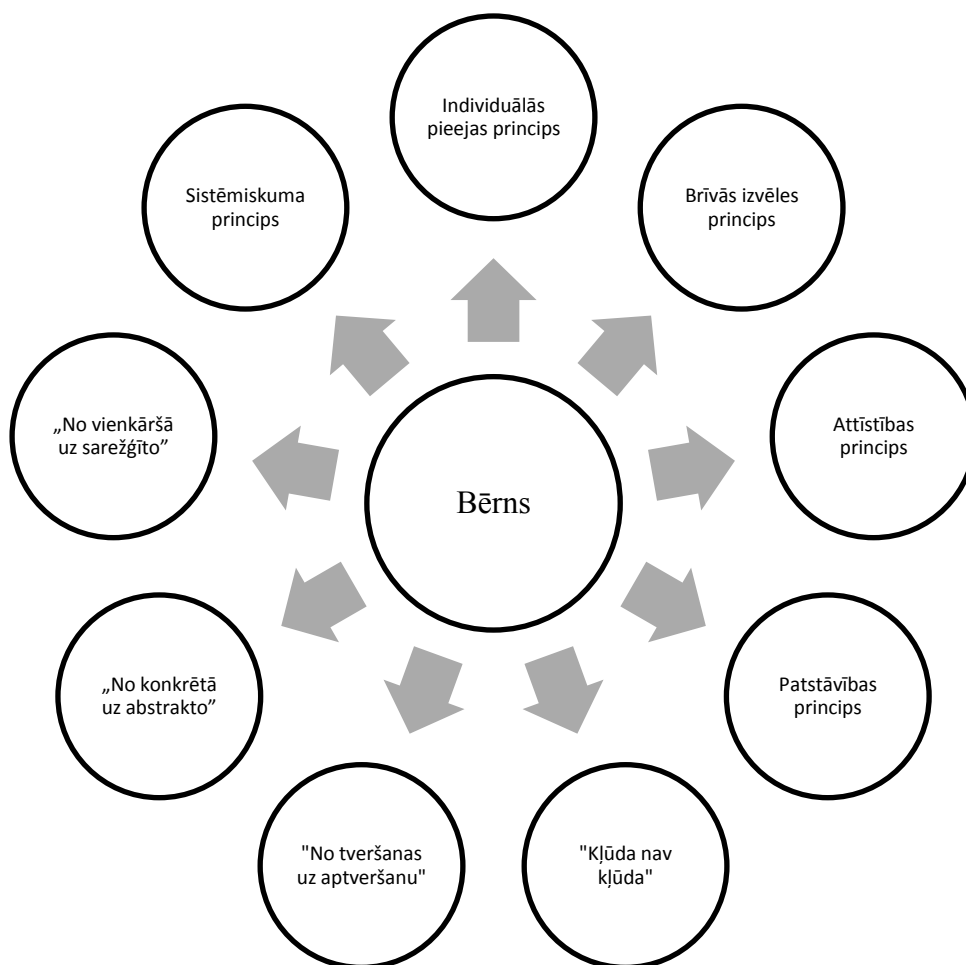 Individuālās
pieejas princips
Brīvās izvēles
princips
Attīstības
princips
Patstāvības
princips
"Kļūda nav
kļūda"
"No tveršanas
uz aptveršanu"
„No konkrētā
uz abstrakto”
„No vienkāršā
uz sarežģīto”
Sistēmiskuma
princips
Bērns